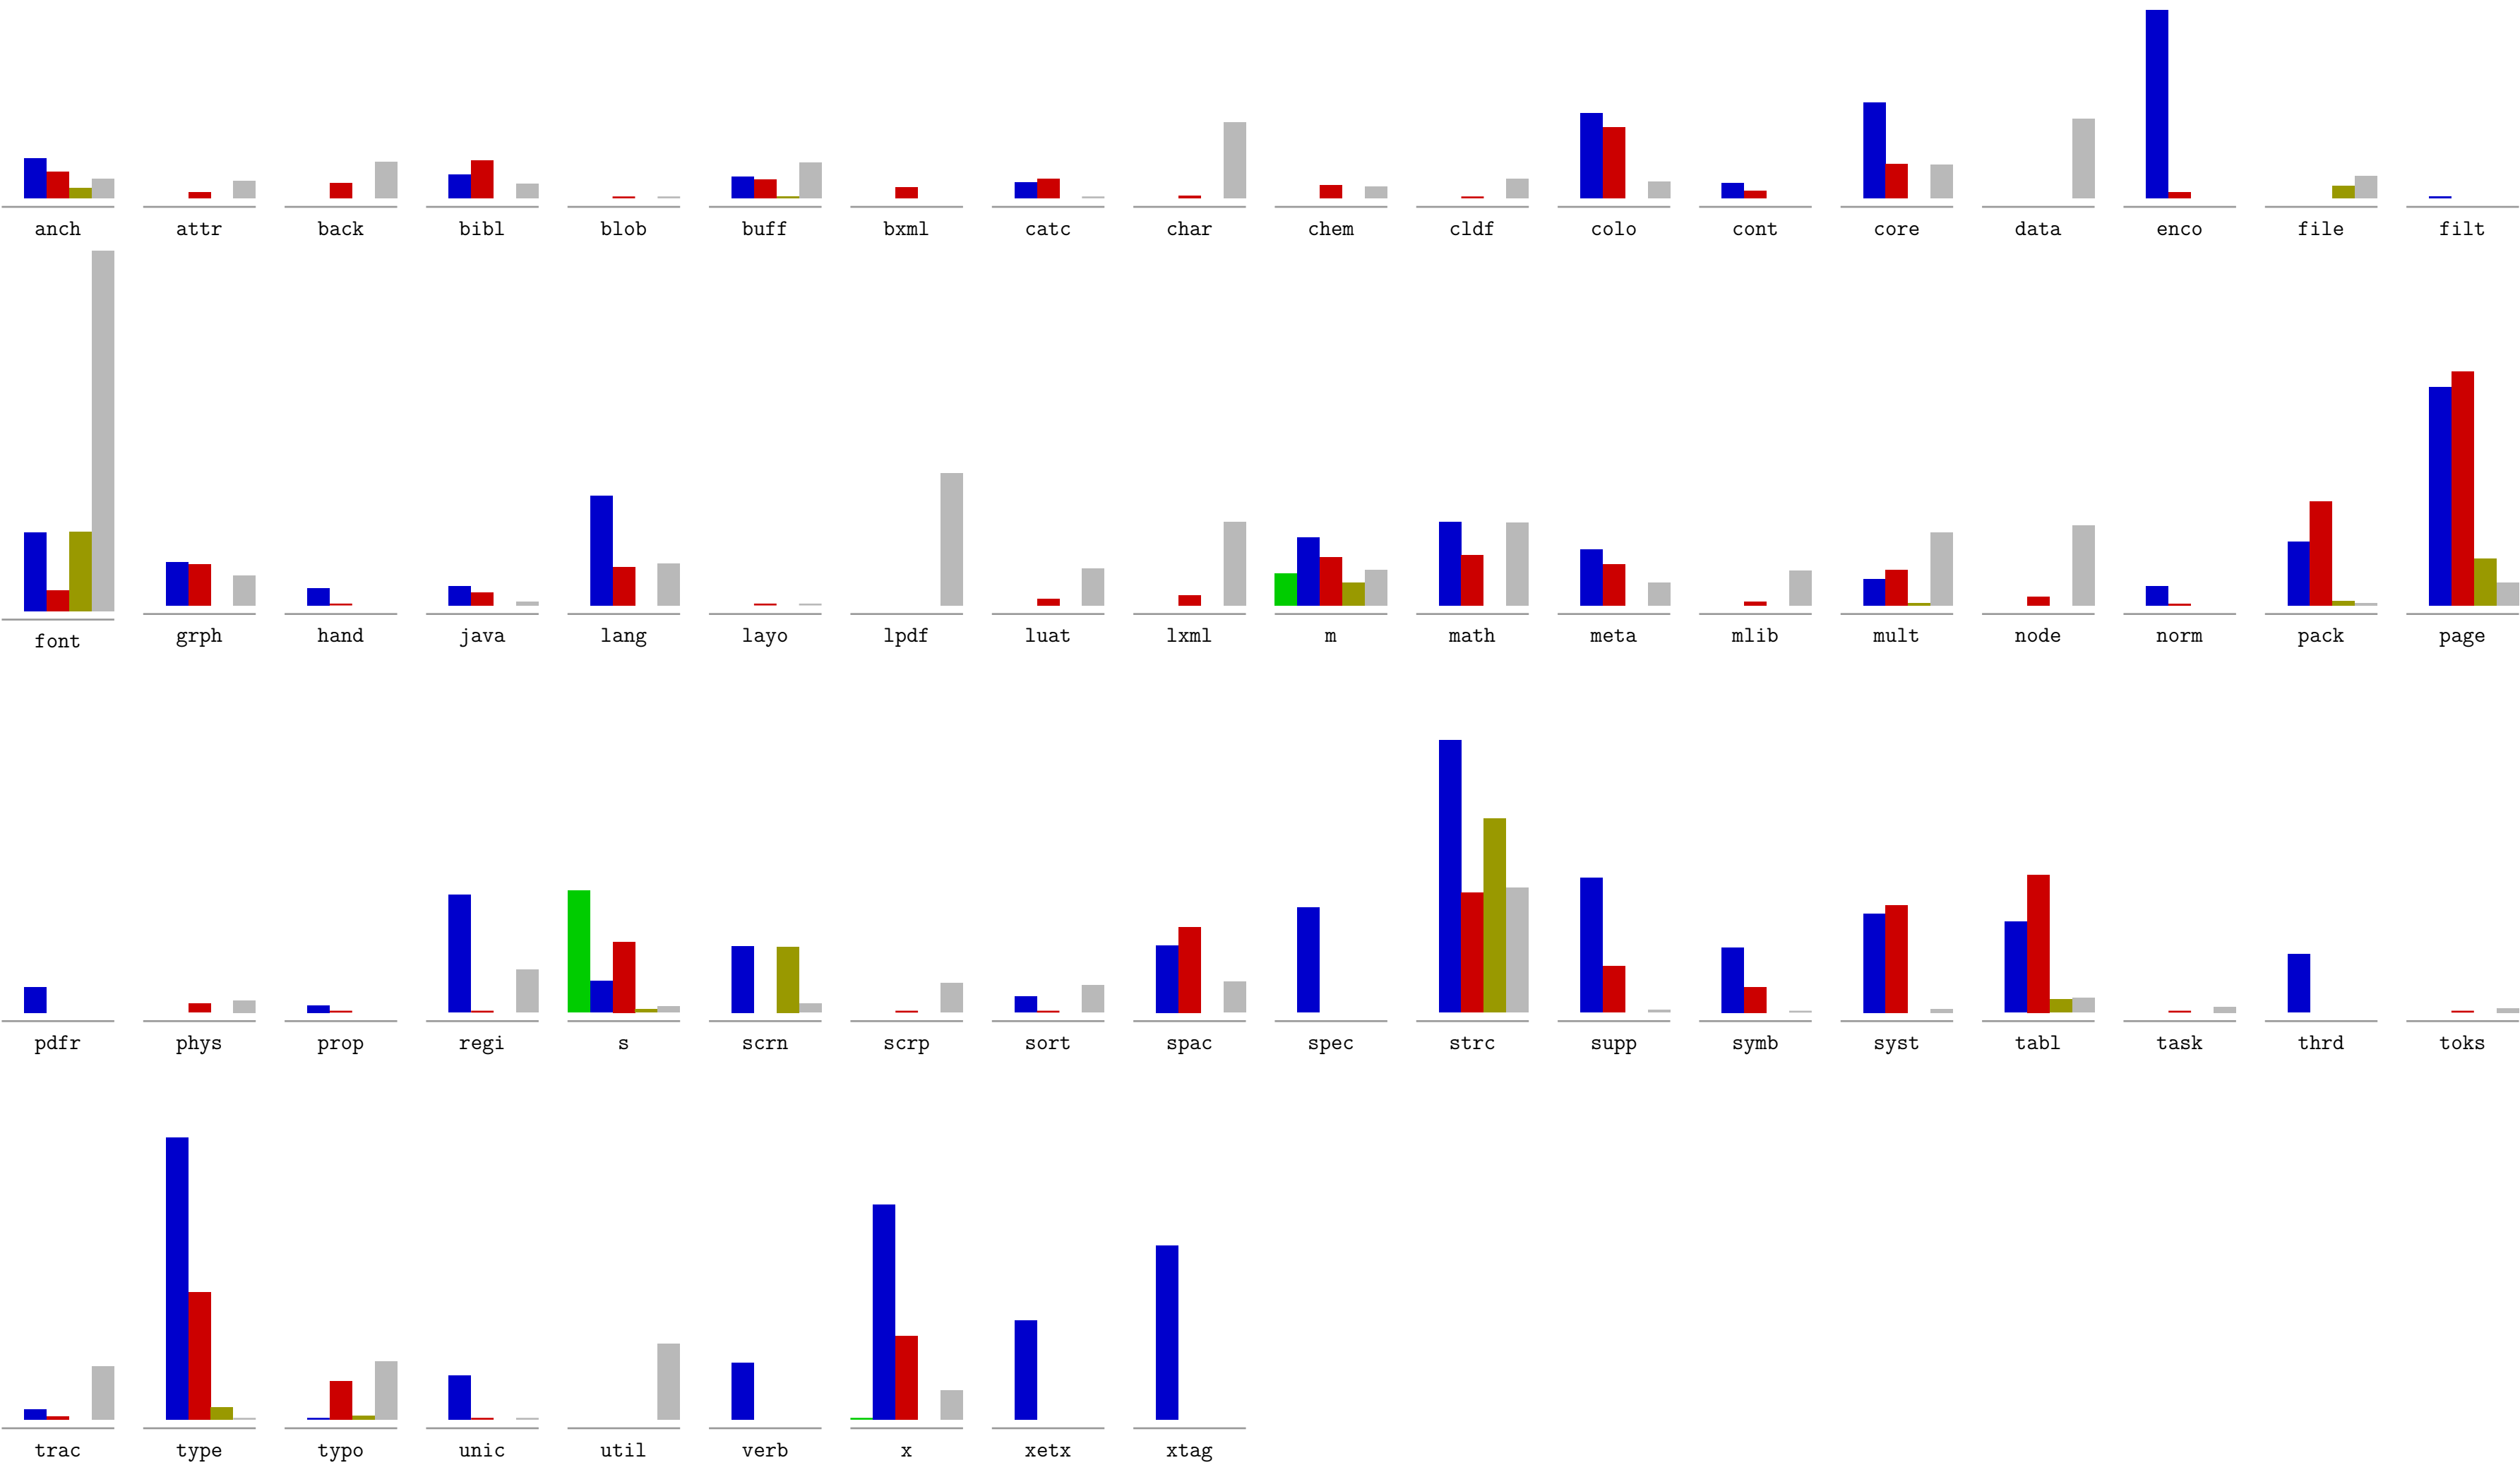 anch attr back bibl blob buff bxml catc char chem cldf colo cont core data enco file filt
font grph hand java lang layo lpdf luat lxml m math meta mlib mult node norm pack page
pdfr phys prop regi s scrn scrp sort spac spec strc supp symb syst tabl task thrd toks
trac type typo unic util verb x xetx xtag